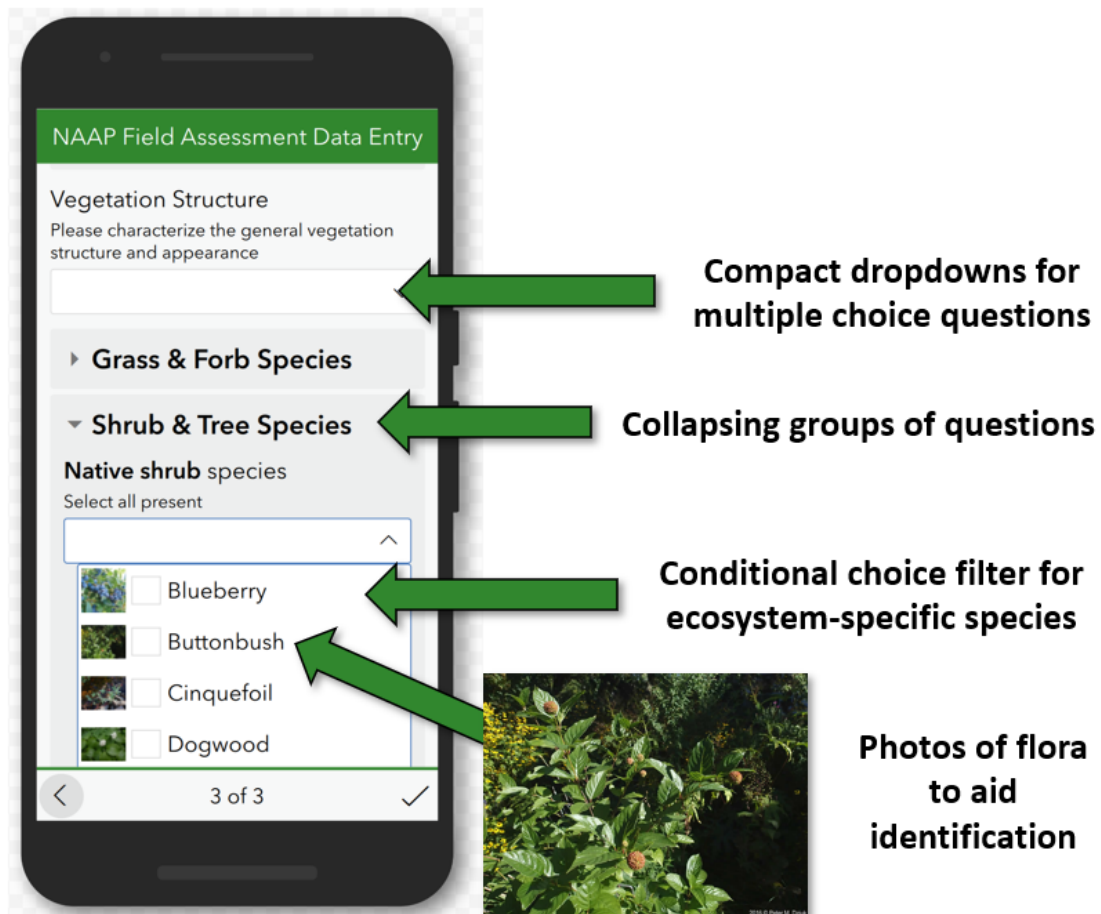 NAAP Field Assessment Data Entry
Vegetation Structure
Please characterize the general vegetation
structure and appearance
Grass & Forb Species
Shrub & Tree Species
Native shrub species
Select all present
Blueberry
Buttonbush
Cinquefoil
Dogwood
3 of 3
Compact dropdowns for
multiple choice questions
Collapsing groups of questions
Conditional choice filter for
ecosystem-specific species
Photos of flora
to aid
identification